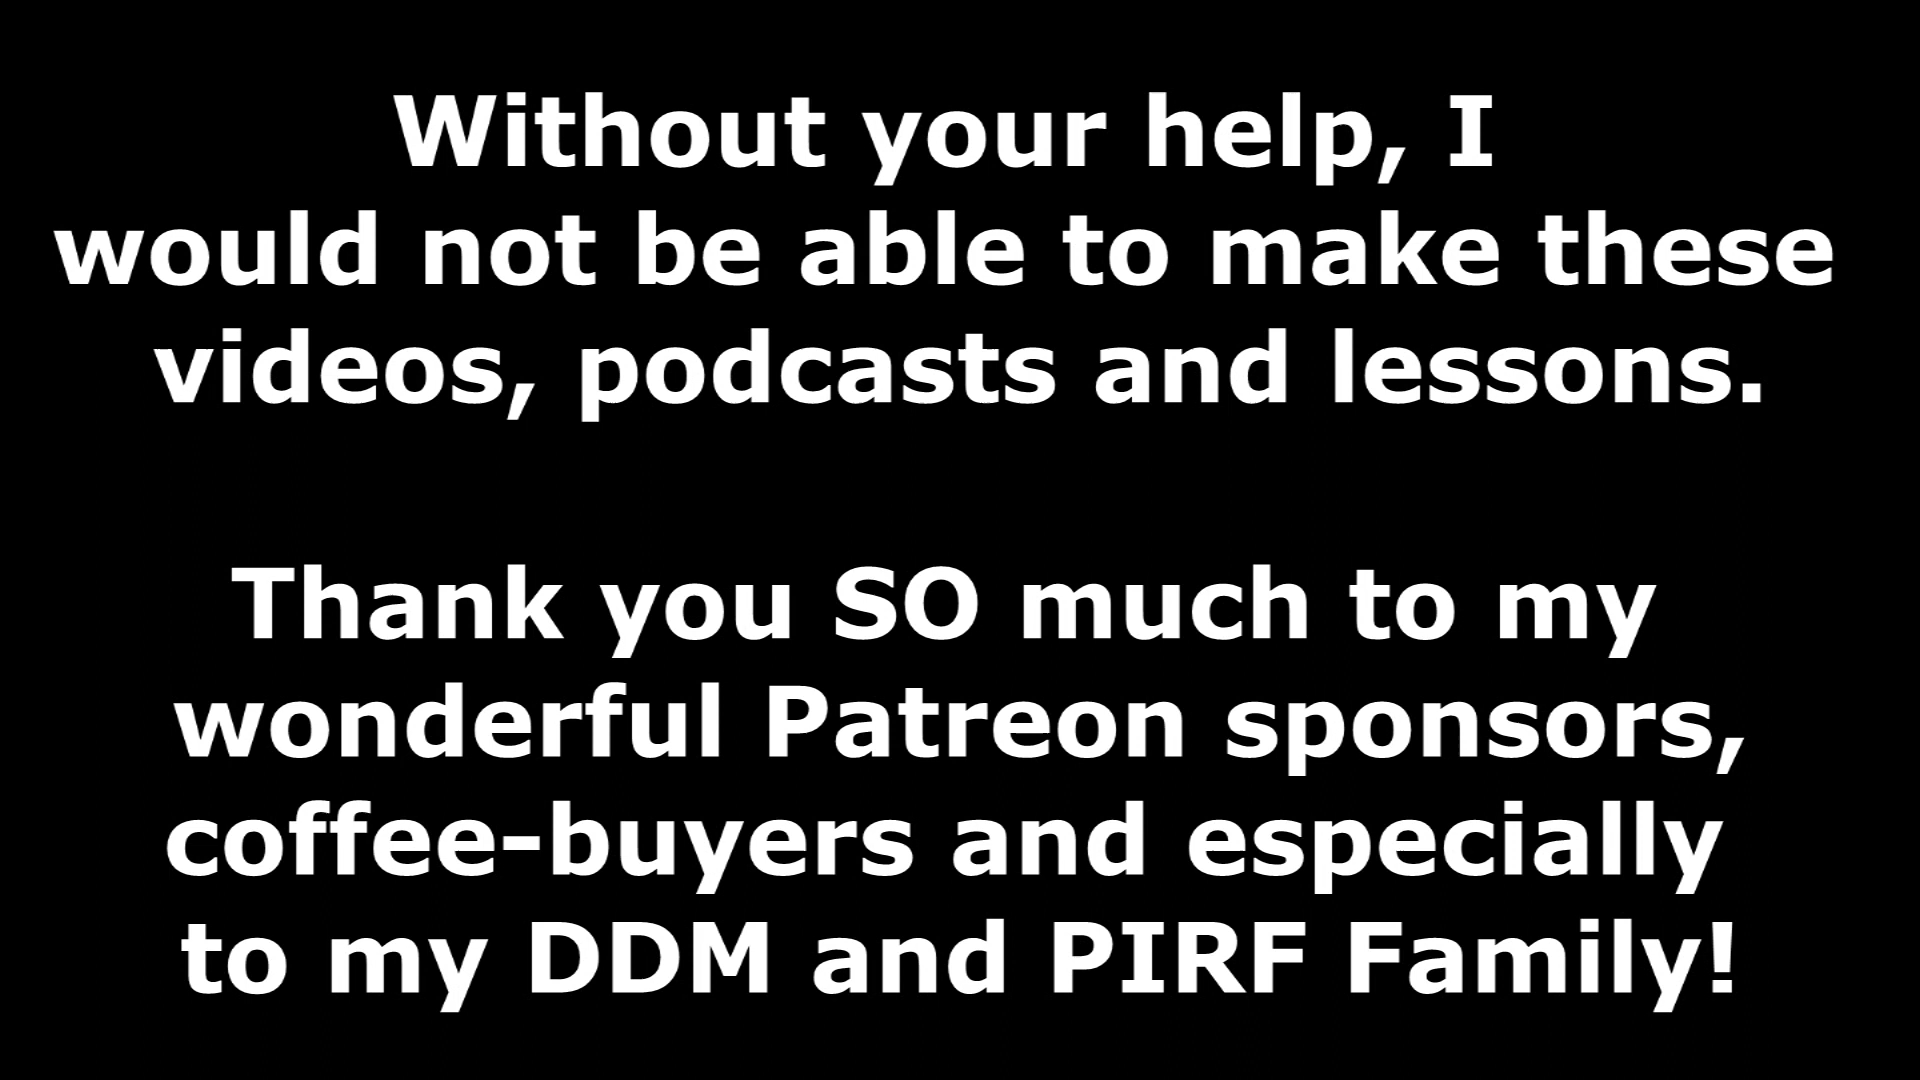 Without your help, I
would not be able to make these
videos, podcasts and lessons.
Thank you SO much to my
wonderful Patreon sponsors,
coffee-buyers and especially
to my DDM and PIRF Family!